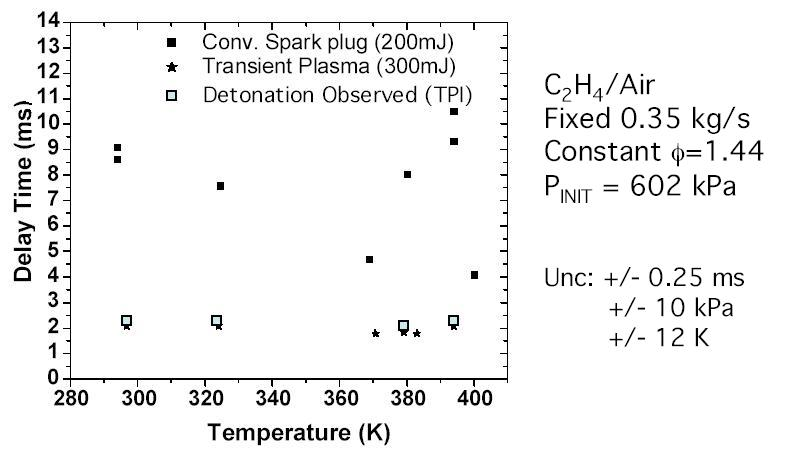 14
13
12
11
10
9
8
7
6
5
4
3
2
1
0
280 300 320 340 360 380 400
Delay Time (ms)
Temperature (K)
Conv. Spark plug (200mJ)
Transient Plasma (300mJ)
Detonation Observed (TPI)
C₂H₄/Air
Fixed 0.35 kg/s
Constant ϕ=1.44
P_INIT = 602 kPa
Unc: +/- 0.25 ms
+/- 10 kPa
+/- 12 K